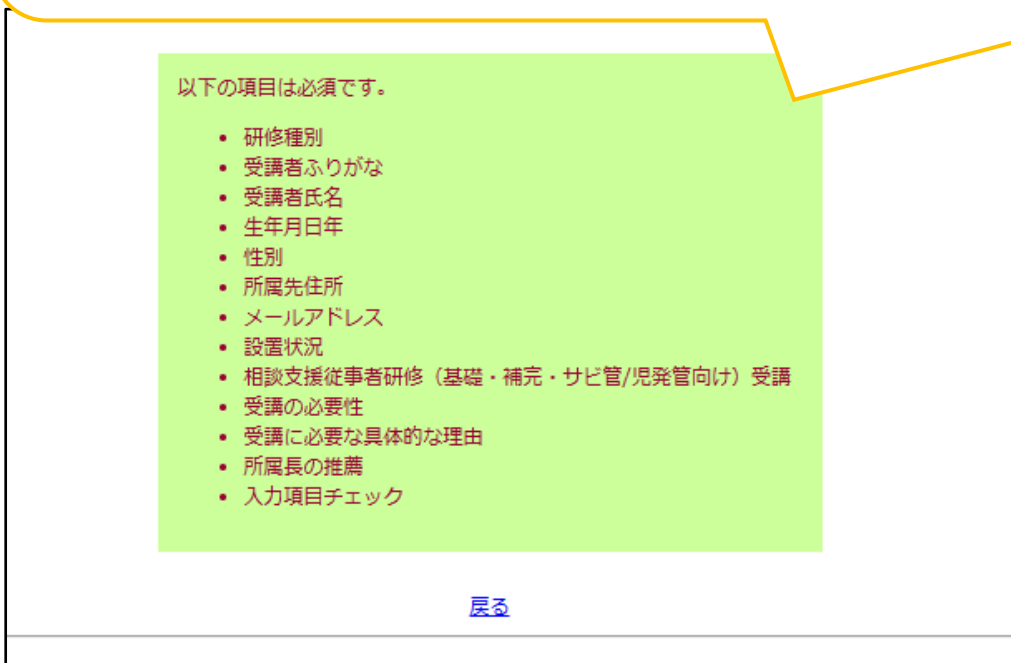 以下の項目は必須です。
• 研修種別
• 受講者ふりがな
• 受講者氏名
• 生年月日年
• 性別
• 所属先住所
• メールアドレス
• 設置状況
• 相談支援従事者研修（基礎・補完・サビ管/児発管向け）受講
• 受講の必要性
• 受講に必要な具体的な理由
• 所属長の推薦
• 入力項目チェック
戻る